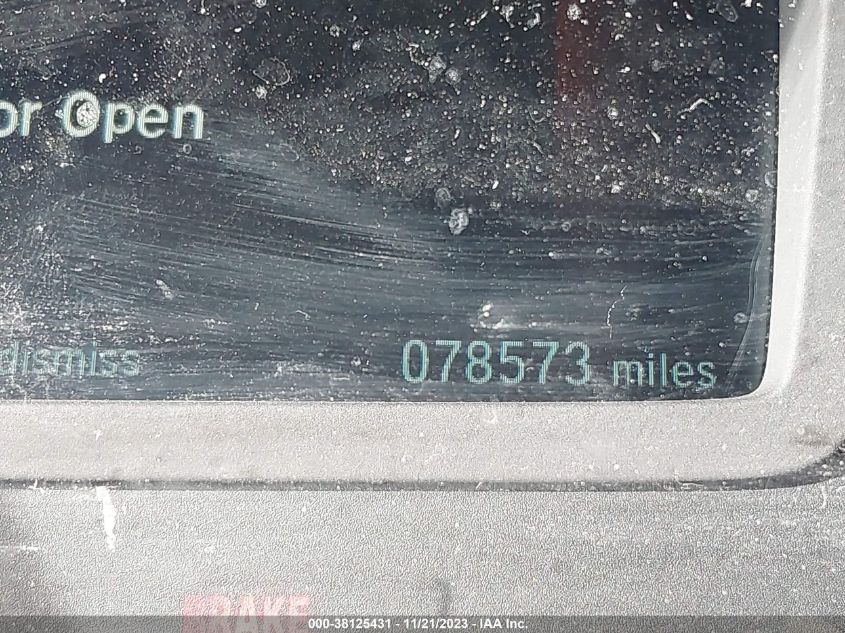 or Open
dismiss
078573 miles
BRAKE
000-38125431 - 11/21/2023 - IAA Inc.